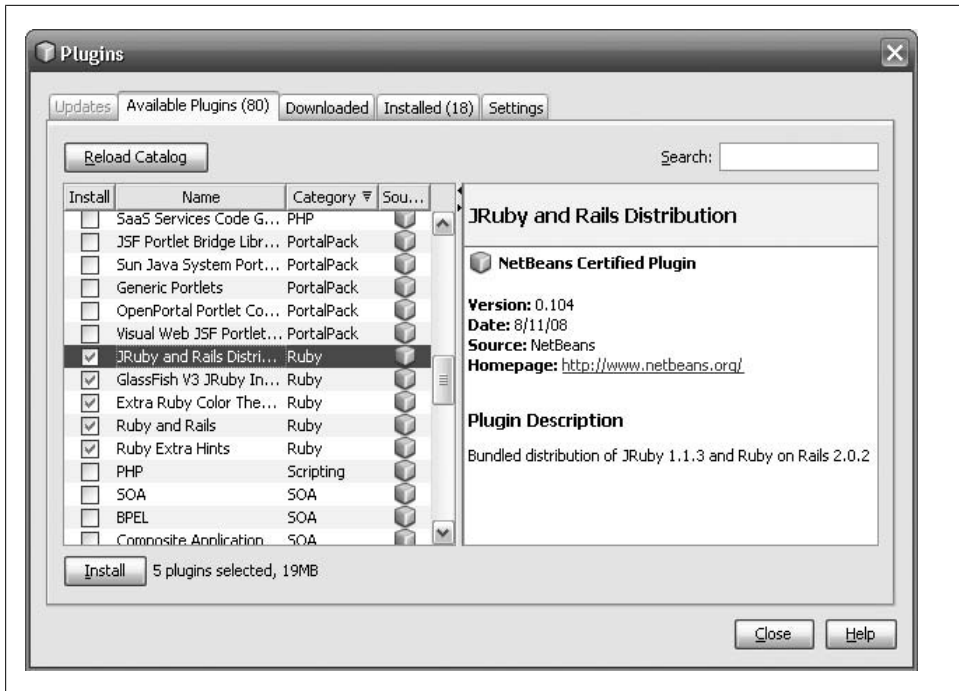 Plugins
Updates Available Plugins (80) Downloaded Installed (18) Settings
Reload Catalog Search:
Install Name Category Sou...
SaaS Services Code G... PHP
JSF Portlet Bridge Libr... PortalPack
Sun Java System Port... PortalPack
Generic Portlets PortalPack
OpenPortal Portlet Co... PortalPack
Visual Web JSF Portlet... PortalPack
JRuby and Rails Distri... Ruby
GlassFish V3 JRuby In... Ruby
Extra Ruby Color The... Ruby
Ruby and Rails Ruby
Ruby Extra Hints Ruby
PHP Scripting
SOA SOA
BPEL SOA
Composite Application SOA
JRuby and Rails Distribution
NetBeans Certified Plugin
Version: 0.104
Date: 8/11/08
Source: NetBeans
Homepage: http://www.netbeans.org/
Plugin Description
Bundled distribution of JRuby 1.1.3 and Ruby on Rails 2.0.2
Install 5 plugins selected, 19MB
Close Help